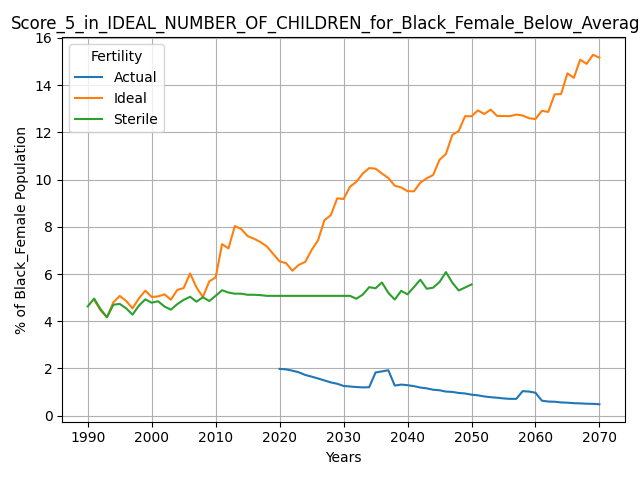 Score_5_in_IDEAL_NUMBER_OF_CHILDREN_for_Black_Female_Below_Averag
Fertility
Actual
Ideal
Sterile
% of Black_Female Population
16
14
12
10
8
6
4
2
0
1990 2000 2010 2020 2030 2040 2050 2060 2070
Years